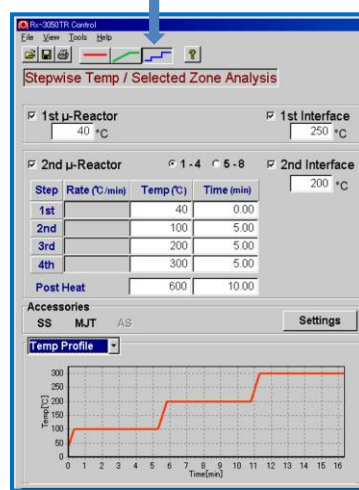 Rx-3050TR Control
File View Tools Help
Stepwise Temp / Selected Zone Analysis
1st µ-Reactor 1st Interface
40 °C 250 °C
2nd µ-Reactor 1 - 4 5 - 8 2nd Interface
200 °C
Step Rate (°C/min) Temp (°C) Time (min)
1st 40 0.00
2nd 100 5.00
3rd 200 5.00
4th 300 5.00
Post Heat 600 10.00
Accessories
SS MJT AS Settings
Temp Profile
Temp[°C]
300
250
200
150
100
50
0
0 1 2 3 4 5 6 7 8 9 10 11 12 13 14 15 16
Time[min]